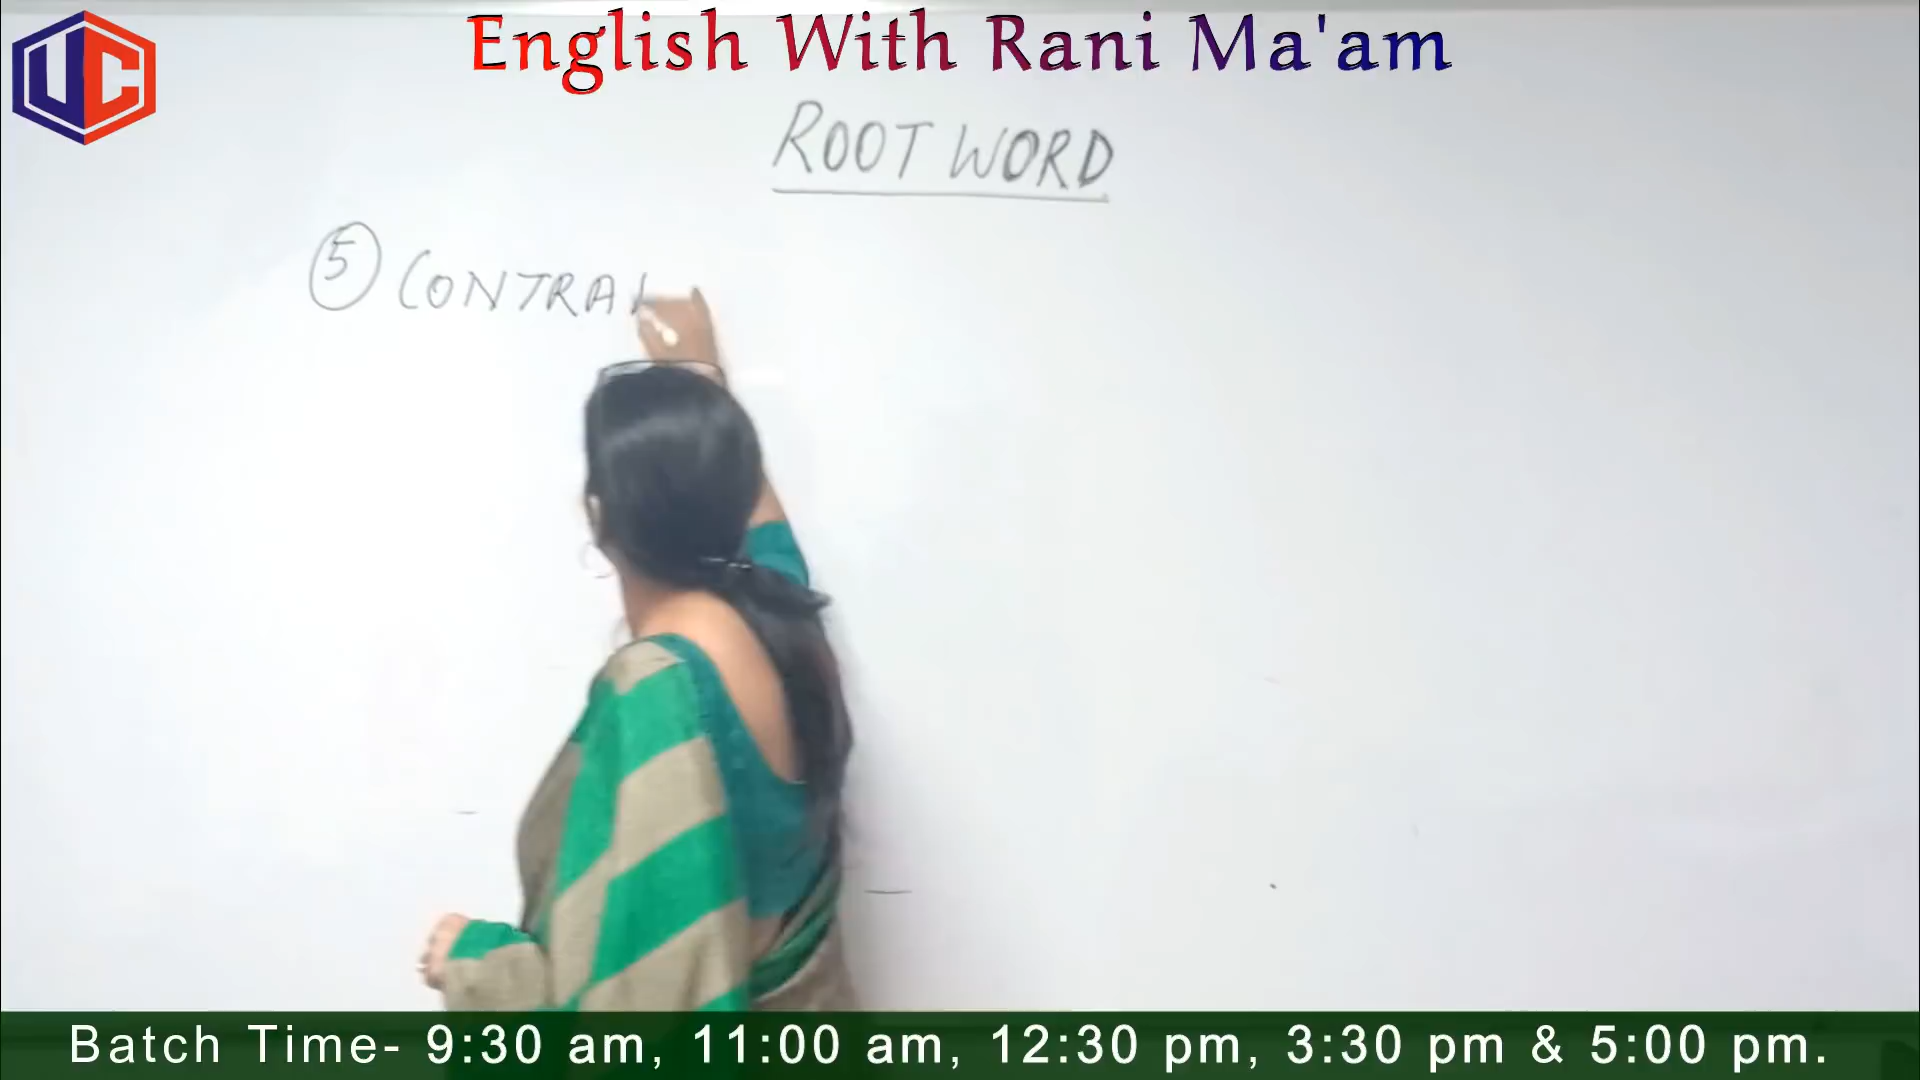 UC
English With Rani Ma'am
ROOT WORD
5 CONTRA
Batch Time- 9:30 am, 11:00 am, 12:30 pm, 3:30 pm & 5:00 pm.